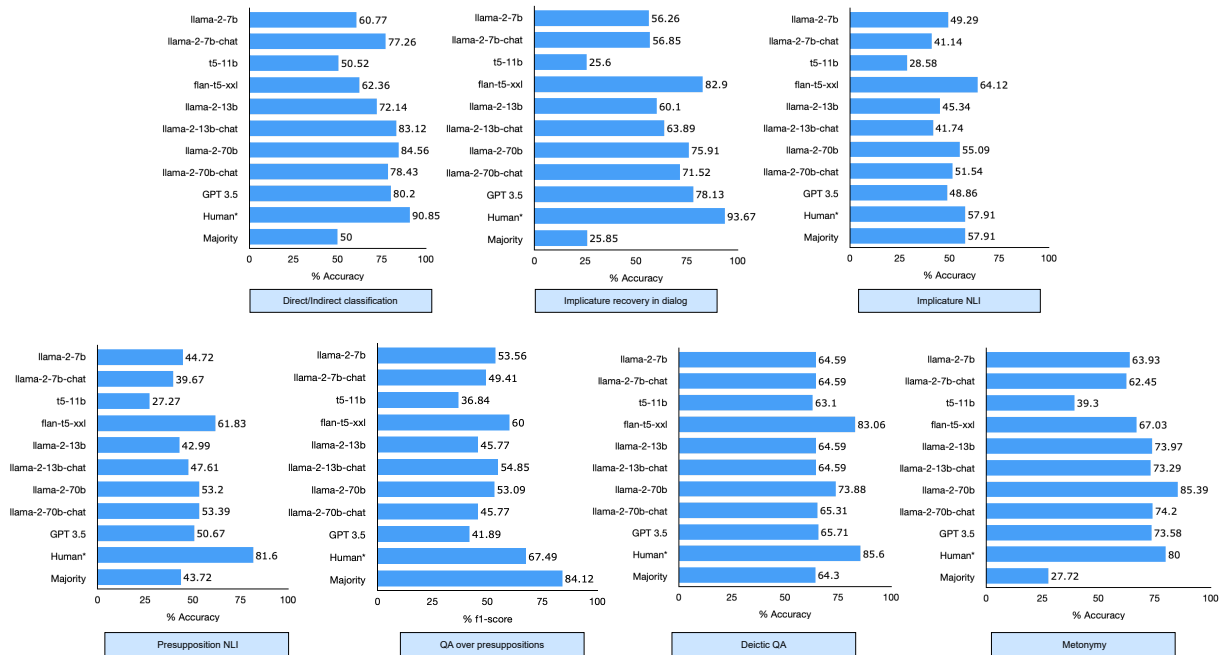 llama-2-7b 60.77
llama-2-7b-chat 77.26
t5-11b 50.52
flan-t5-xxl 62.36
llama-2-13b 72.14
llama-2-13b-chat 83.12
llama-2-70b 84.56
llama-2-70b-chat 78.43
GPT 3.5 80.2
Human* 90.85
Majority 50
0 25 50 75 100
% Accuracy
Direct/Indirect classification
llama-2-7b 56.26
llama-2-7b-chat 56.85
t5-11b 25.6
flan-t5-xxl 82.9
llama-2-13b 60.1
llama-2-13b-chat 63.89
llama-2-70b 75.91
llama-2-70b-chat 71.52
GPT 3.5 78.13
Human* 93.67
Majority 25.85
0 25 50 75 100
% Accuracy
Implicature recovery in dialog
llama-2-7b 49.29
llama-2-7b-chat 41.14
t5-11b 28.58
flan-t5-xxl 64.12
llama-2-13b 45.34
llama-2-13b-chat 41.74
llama-2-70b 55.09
llama-2-70b-chat 51.54
GPT 3.5 48.86
Human* 57.91
Majority 57.91
0 25 50 75 100
% Accuracy
Implicature NLI
llama-2-7b 44.72
llama-2-7b-chat 39.67
t5-11b 27.27
flan-t5-xxl 61.83
llama-2-13b 42.99
llama-2-13b-chat 47.61
llama-2-70b 53.2
llama-2-70b-chat 53.39
GPT 3.5 50.67
Human* 81.6
Majority 43.72
0 25 50 75 100
% Accuracy
Presupposition NLI
llama-2-7b 53.56
llama-2-7b-chat 49.41
t5-11b 36.84
flan-t5-xxl 60
llama-2-13b 45.77
llama-2-13b-chat 54.85
llama-2-70b 53.09
llama-2-70b-chat 45.77
GPT 3.5 41.89
Human* 67.49
Majority 84.12
0 25 50 75 100
% f1-score
QA over presuppositions
llama-2-7b 64.59
llama-2-7b-chat 64.59
t5-11b 63.1
flan-t5-xxl 83.06
llama-2-13b 64.59
llama-2-13b-chat 64.59
llama-2-70b 73.88
llama-2-70b-chat 65.31
GPT 3.5 65.71
Human* 85.6
Majority 64.3
0 25 50 75 100
% Accuracy
Deictic QA
llama-2-7b 63.93
llama-2-7b-chat 62.45
t5-11b 39.3
flan-t5-xxl 67.03
llama-2-13b 73.97
llama-2-13b-chat 73.29
llama-2-70b 85.39
llama-2-70b-chat 74.2
GPT 3.5 73.58
Human* 80
Majority 27.72
0 25 50 75 100
% Accuracy
Metonymy